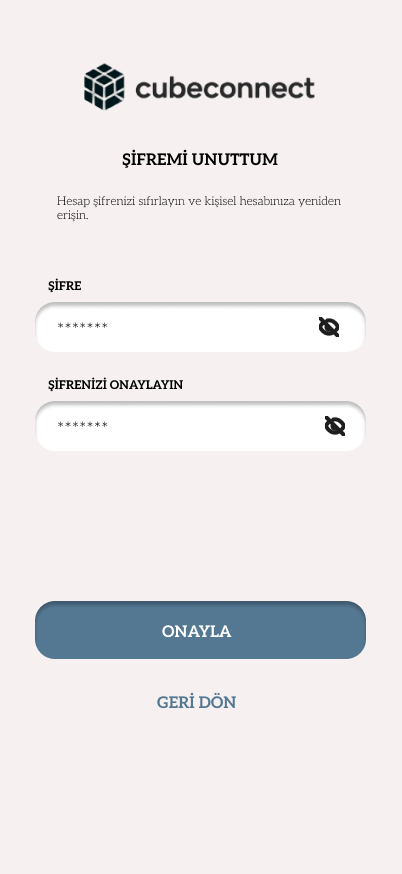 cubeconnect
ŞİFREMİ UNUTTUM
Hesap şifrenizi sıfırlayın ve kişisel hesabınıza yeniden
erişin.
ŞİFRE
*******
ŞİFRENİZİ ONAYLAYIN
*******
ONAYLA
GERİ DÖN